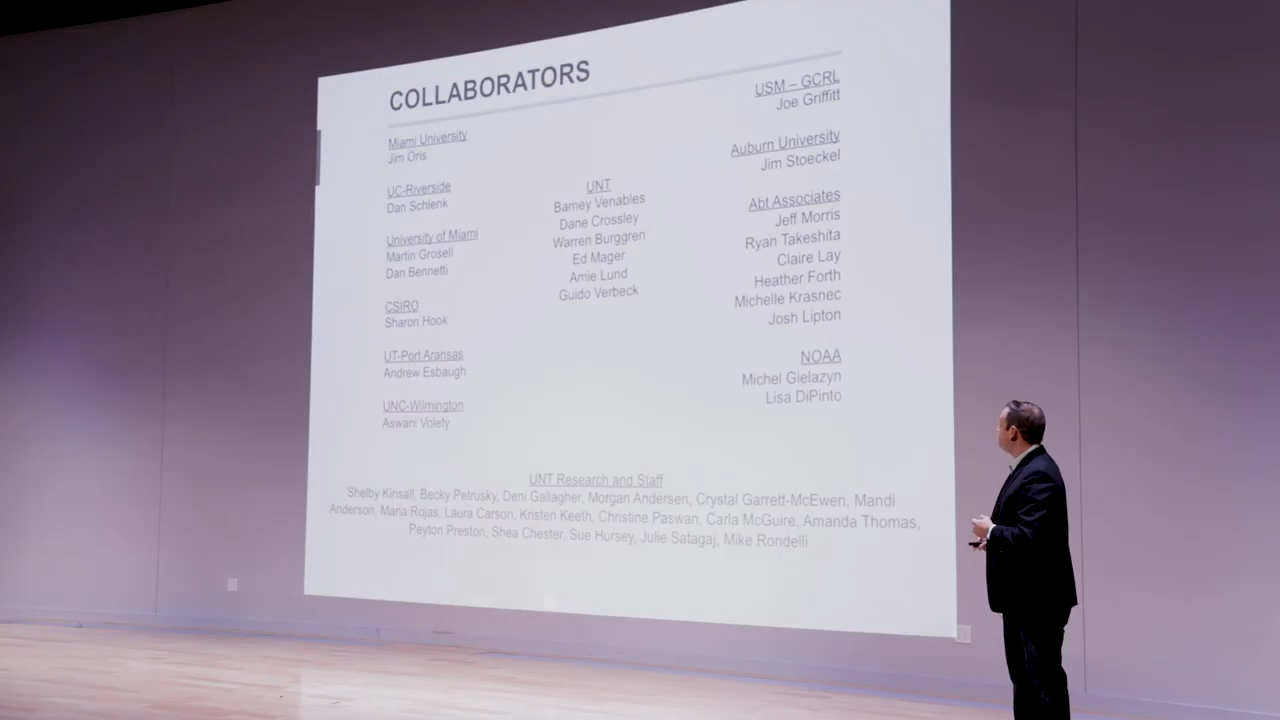 COLLABORATORS
Miami University
Jim Oris
UC-Riverside
Dan Schlenk
University of Miami
Martin Grosell
Dan Bennetti
CSIRO
Sharon Hook
UT-Port Aransas
Andrew Esbaugh
UNC-Wilmington
Aswani Volety
UNT
Barney Venables
Dane Crossley
Warren Burggren
Ed Mager
Amie Lund
Guido Verbeck
USM – GCRL
Joe Griffitt
Auburn University
Jim Stoeckel
Abt Associates
Jeff Morris
Ryan Takeshita
Claire Lay
Heather Forth
Michelle Krasnec
Josh Lipton
NOAA
Michel Gielazyn
Lisa DiPinto
UNT Research and Staff
Shelby Kinsall, Becky Petrusky, Deni Gallagher, Morgan Andersen, Crystal Garrett-McEwen, Mandi
Anderson, Maria Rojas, Laura Carson, Kristen Keeth, Christine Paswan, Carla McGuire, Amanda Thomas,
Peyton Preston, Shea Chester, Sue Hursey, Julie Satagaj, Mike Rondelli